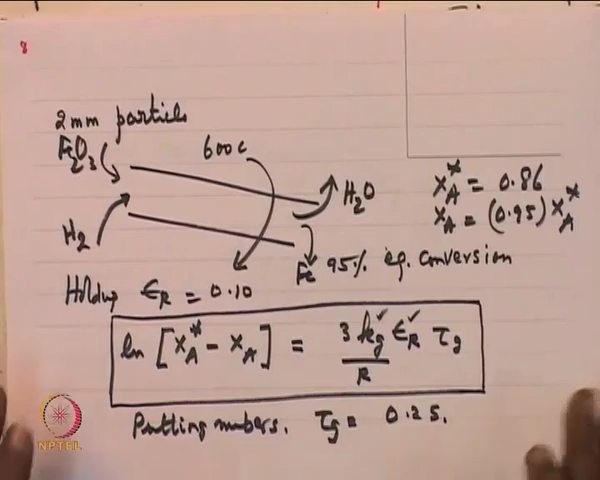 8
2mm particles
Fe2O3
600c
H2O
H2
X*A = 0.86
XA = (0.95) X*A
Fe 95% eq. conversion
Holdup ϵR = 0.10
ln [X*A - XA] = 3 kg ϵR τg / R
Putting numbers. τg = 0.2 s.
NPTEL